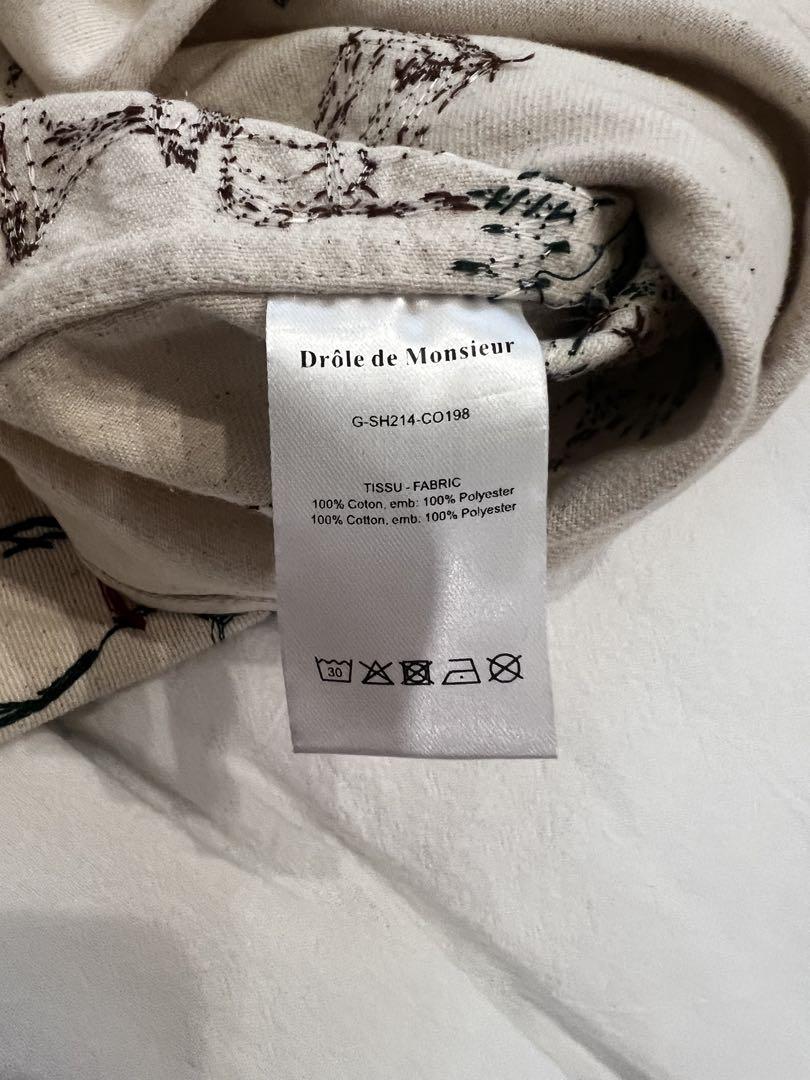 Drôle de Monsieur
G-SH214-CO198
TISSU - FABRIC
100% Coton, emb: 100% Polyester
100% Cotton, emb: 100% Polyester
30